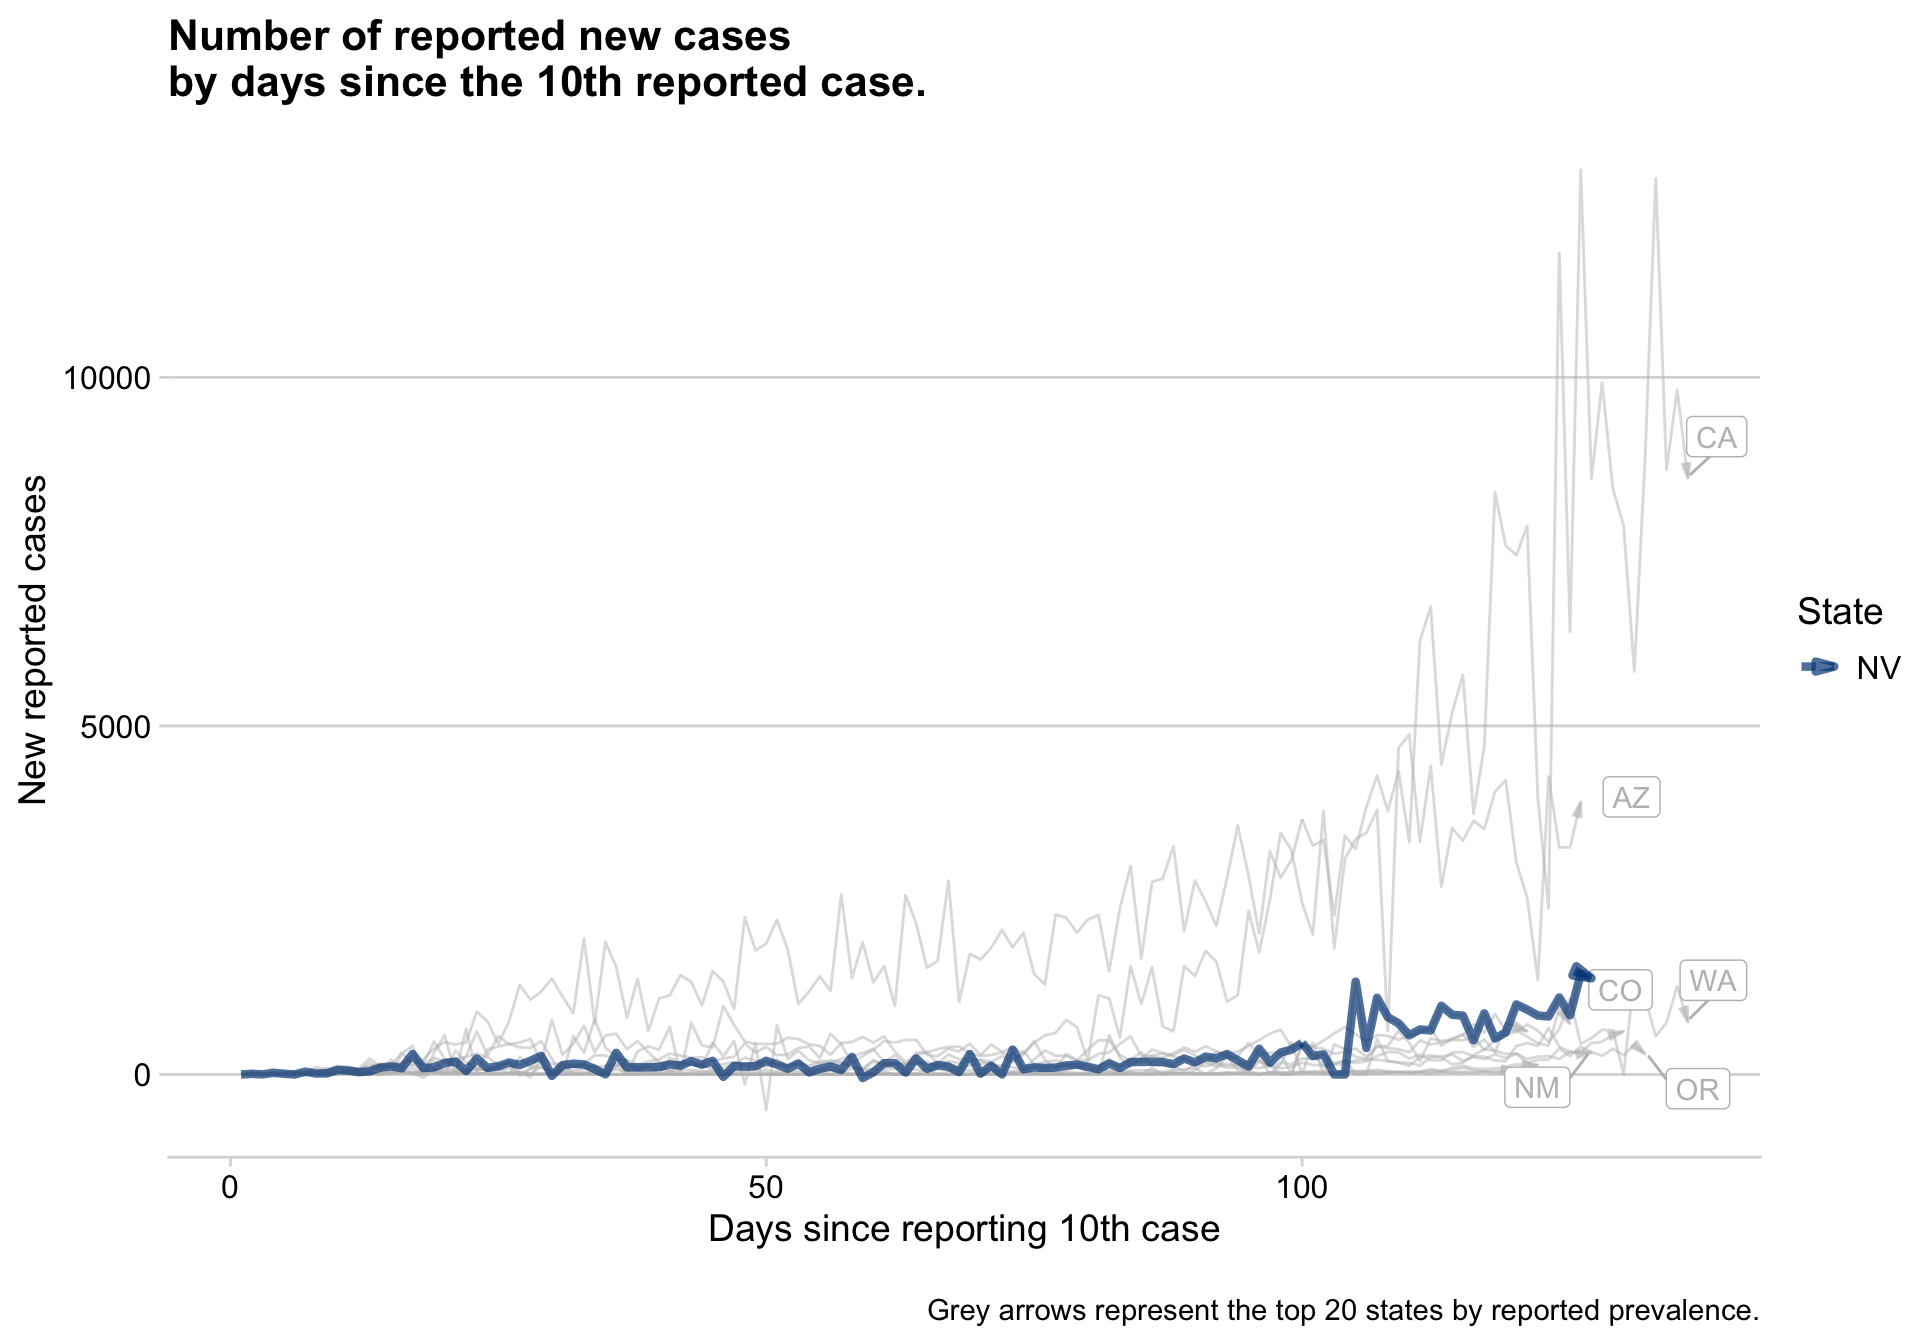 Number of reported new cases
by days since the 10th reported case.
New reported cases
10000
5000
0
CA
AZ
CO
WA
NM
OR
State
NV
0
50
100
Days since reporting 10th case
Grey arrows represent the top 20 states by reported prevalence.